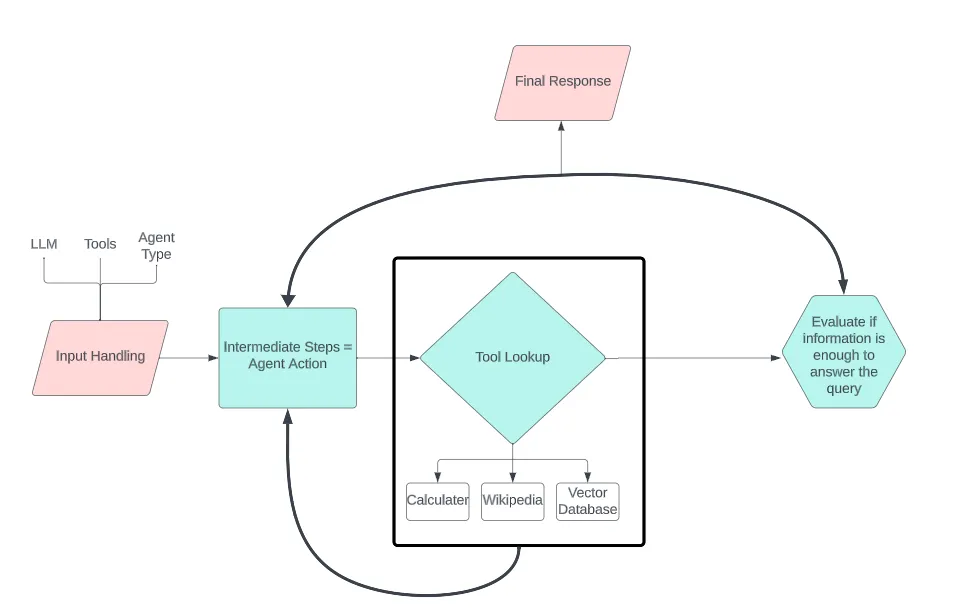 Final Response
LLM
Tools
Agent
Type
Input Handling
Intermediate Steps =
Agent Action
Tool Lookup
Evaluate if
information is
enough to
answer the
query
Calculater
Wikipedia
Vector
Database